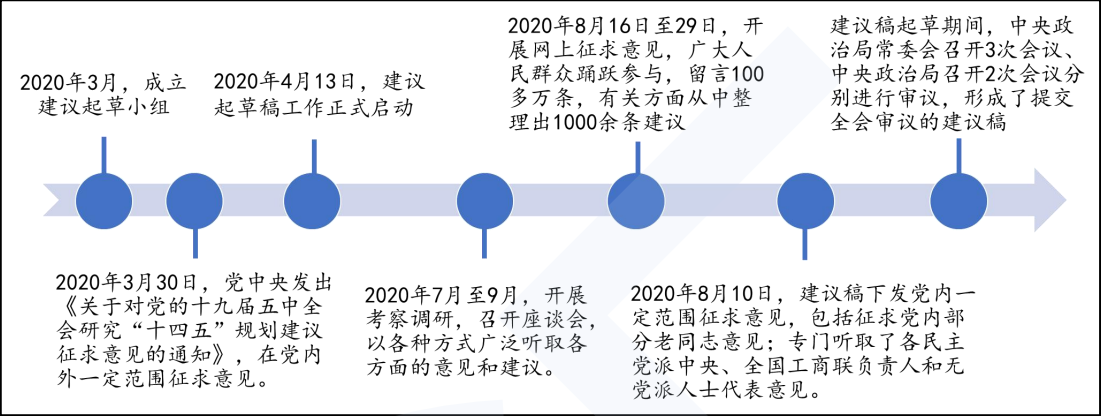 2020年3月，成立
建议起草小组
2020年3月30日，党中央发出
《关于对党的十九届五中全
会研究“十四五”规划建议
征求意见的通知》，在党内
外一定范围征求意见。
2020年4月13日，建议
起草稿工作正式启动
2020年7月至9月，开展
考察调研，召开座谈会，
以各种方式广泛听取各
方面的意见和建议。
2020年8月16日至29日，开
展网上征求意见，广大人
民群众踊跃参与，留言100
多万条，有关方面从中整
理出1000余条建议
2020年8月10日，建议稿下发党内一
定范围征求意见，包括征求党内部
分老同志意见；专门听取了各民主
党派中央、全国工商联负责人和无
党派人士代表意见。
建议稿起草期间，中央政
治局常委会召开3次会议、
中央政治局召开2次会议分
别进行审议，形成了提交
全会审议的建议稿